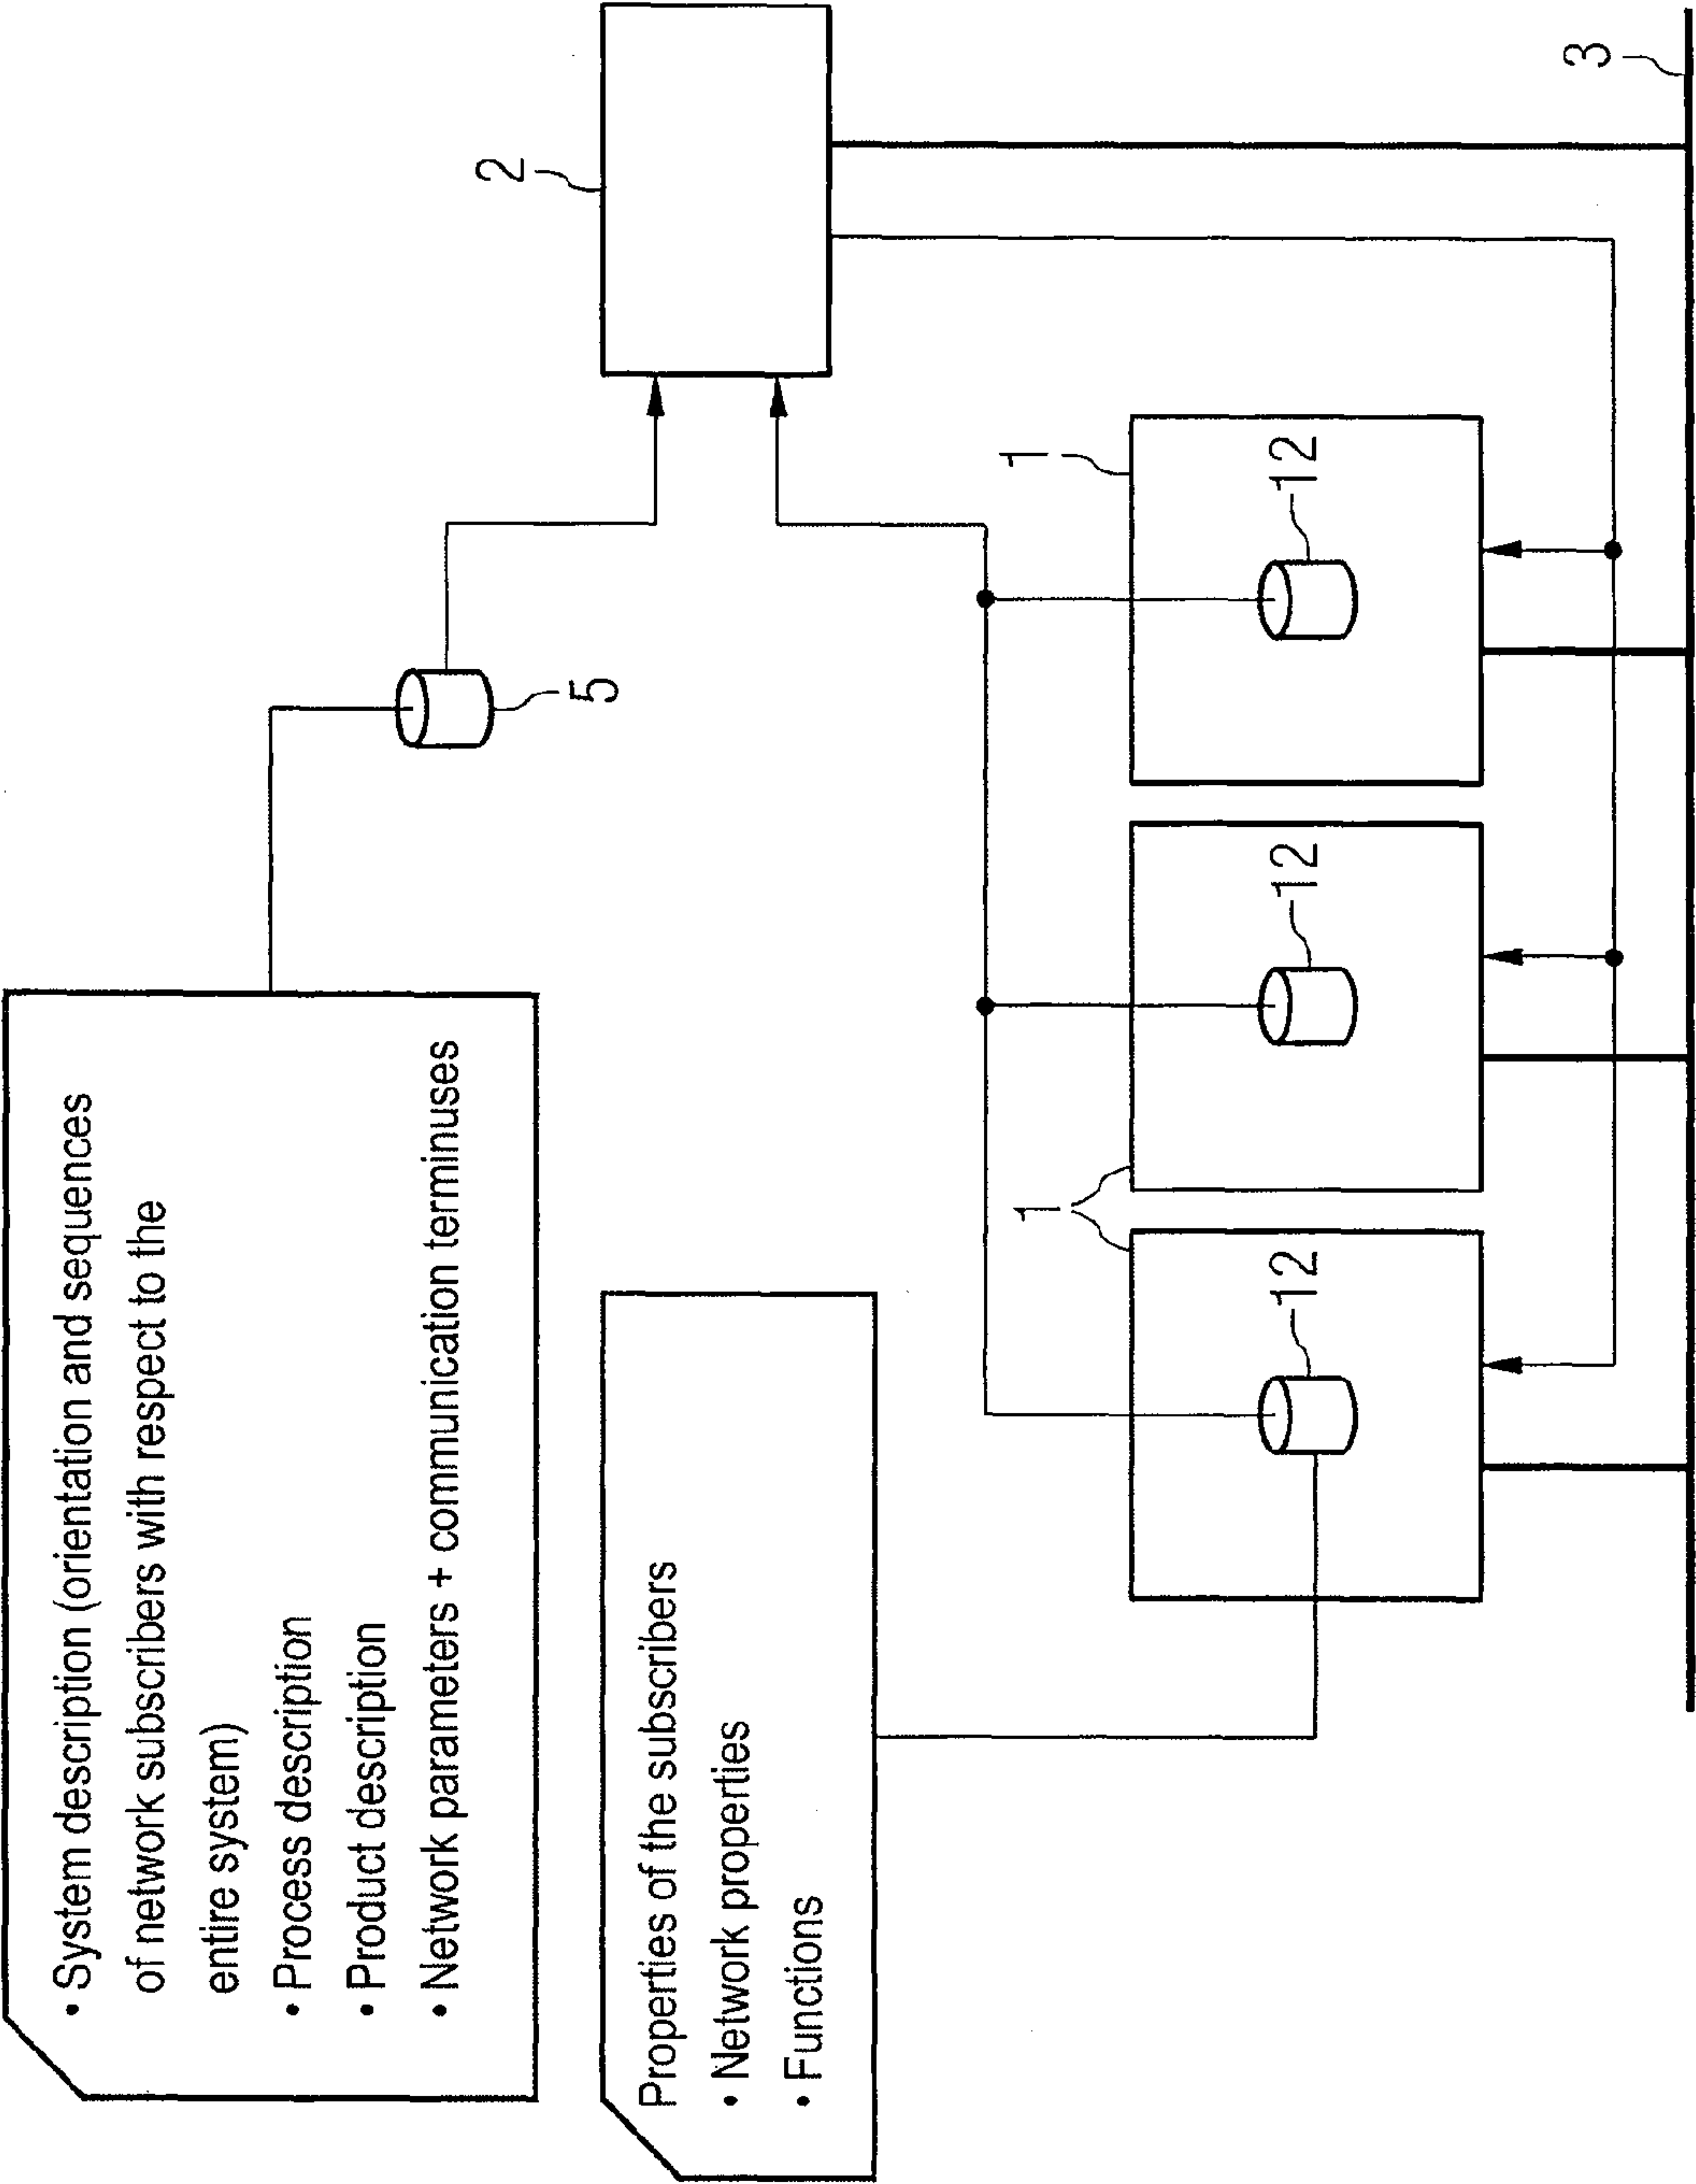 • System description (orientation and sequences
of network subscribers with respect to the
entire system)
• Process description
• Product description
• Network parameters + communication terminuses
5
2
Properties of the subscribers
• Network properties
• Functions
1
1
12
12
12
3